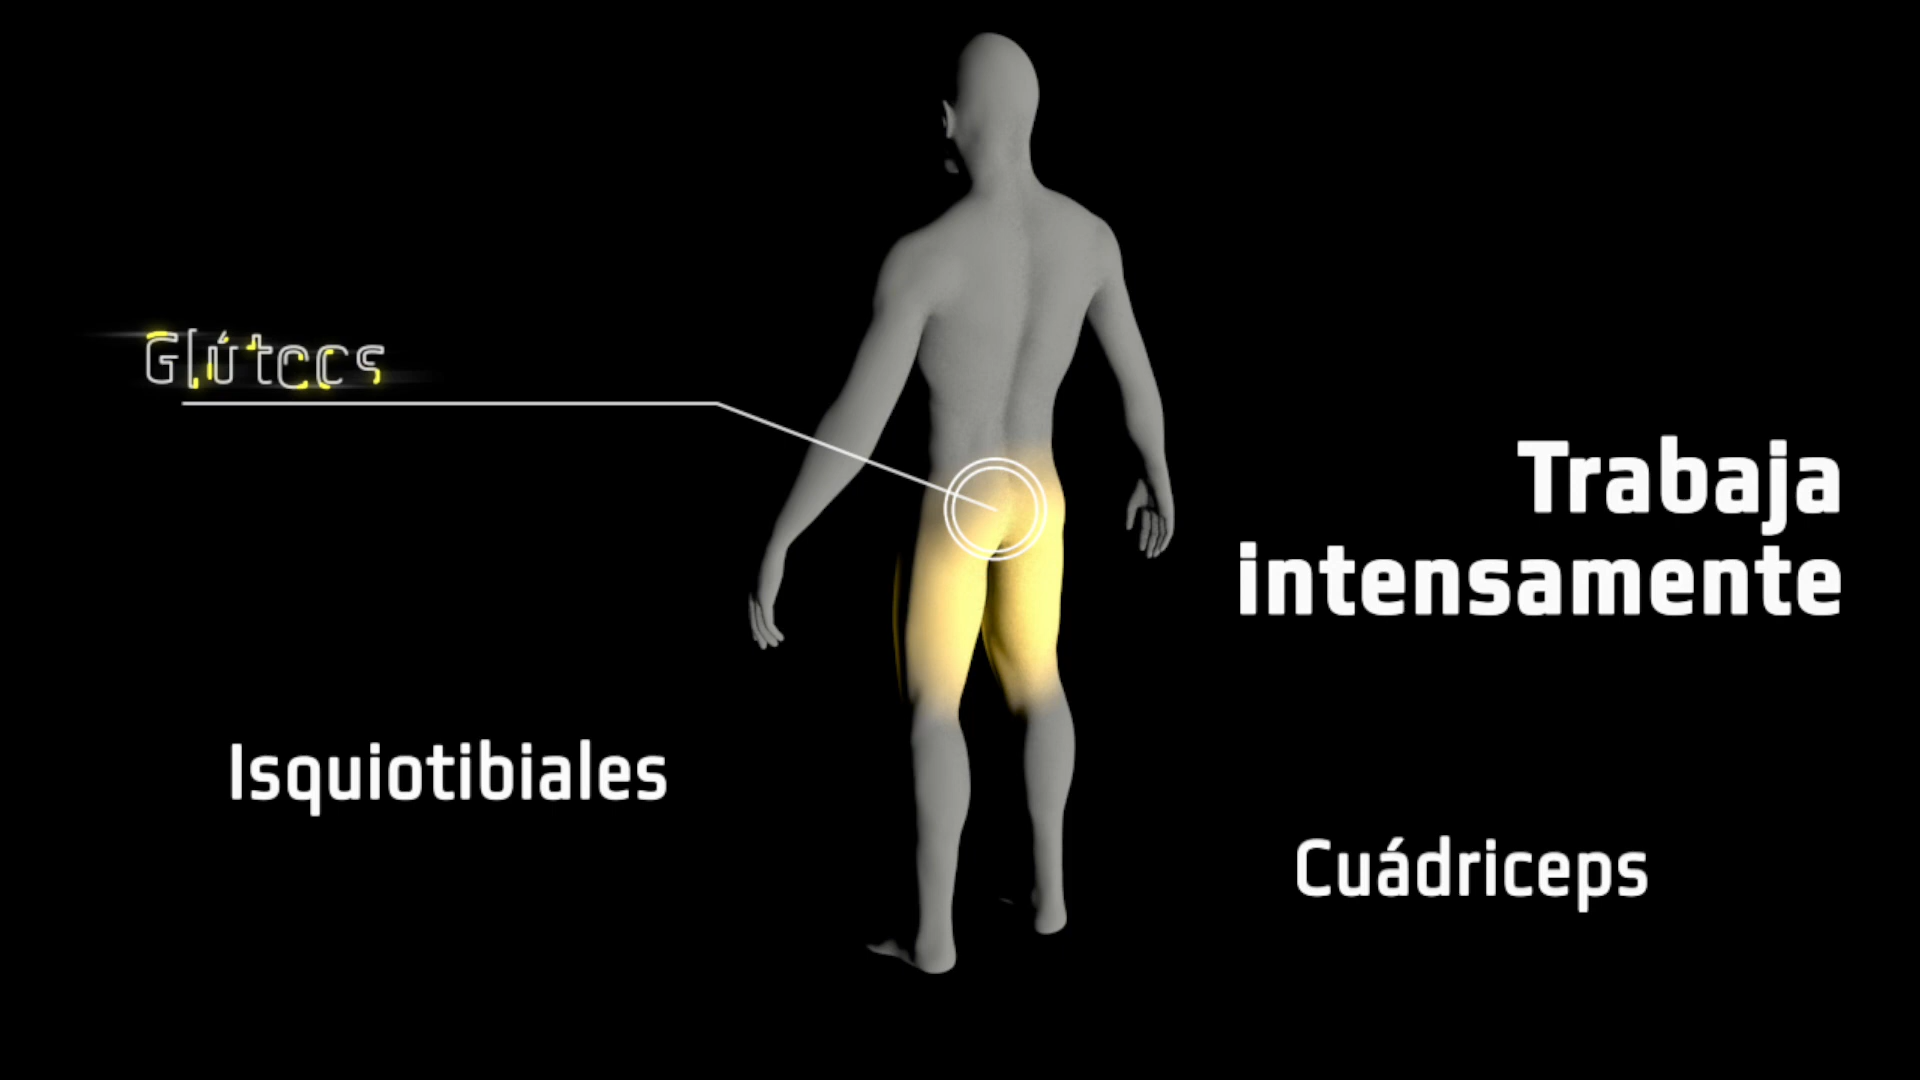 Glúteos
Trabaja
intensamente
Isquiotibiales
Cuádriceps